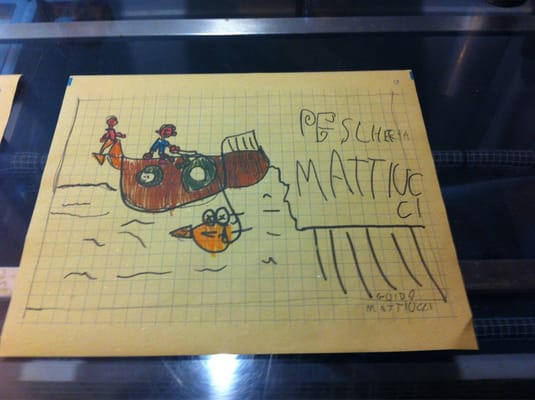 PESCHERIA
MATTIUC
CI
GUIDO
MATTIUCCI